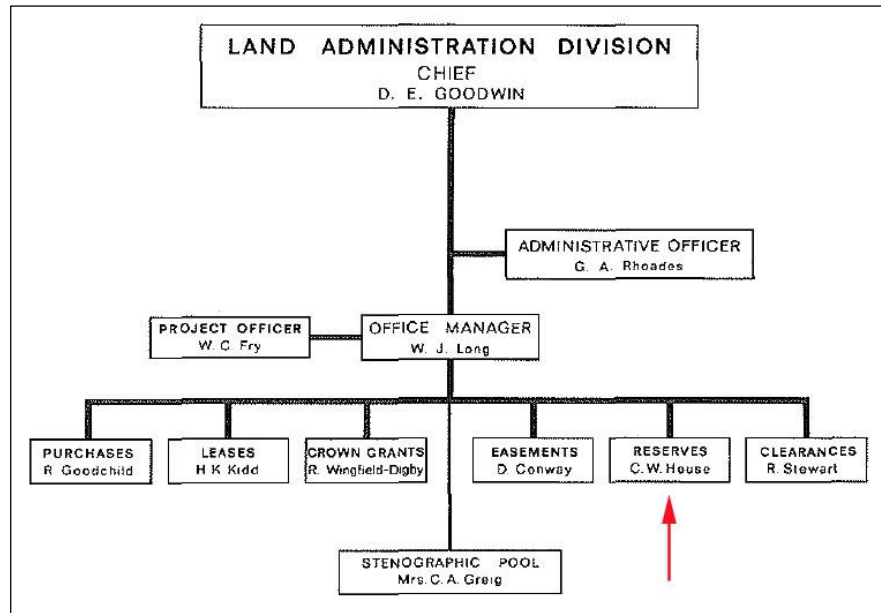 LAND ADMINISTRATION DIVISION
CHIEF
D. E. GOODWIN
ADMINISTRATIVE OFFICER
G. A. Rhoades
PROJECT OFFICER
W. C. Fry
OFFICE MANAGER
W. J. Long
PURCHASES
R. Goodchild
LEASES
H. K. Kidd
CROWN GRANTS
R. Wingfield-Digby
EASEMENTS
D. Conway
RESERVES
C. W. House
CLEARANCES
R. Stewart
STENOGRAPHIC POOL
Mrs. C. A. Greig